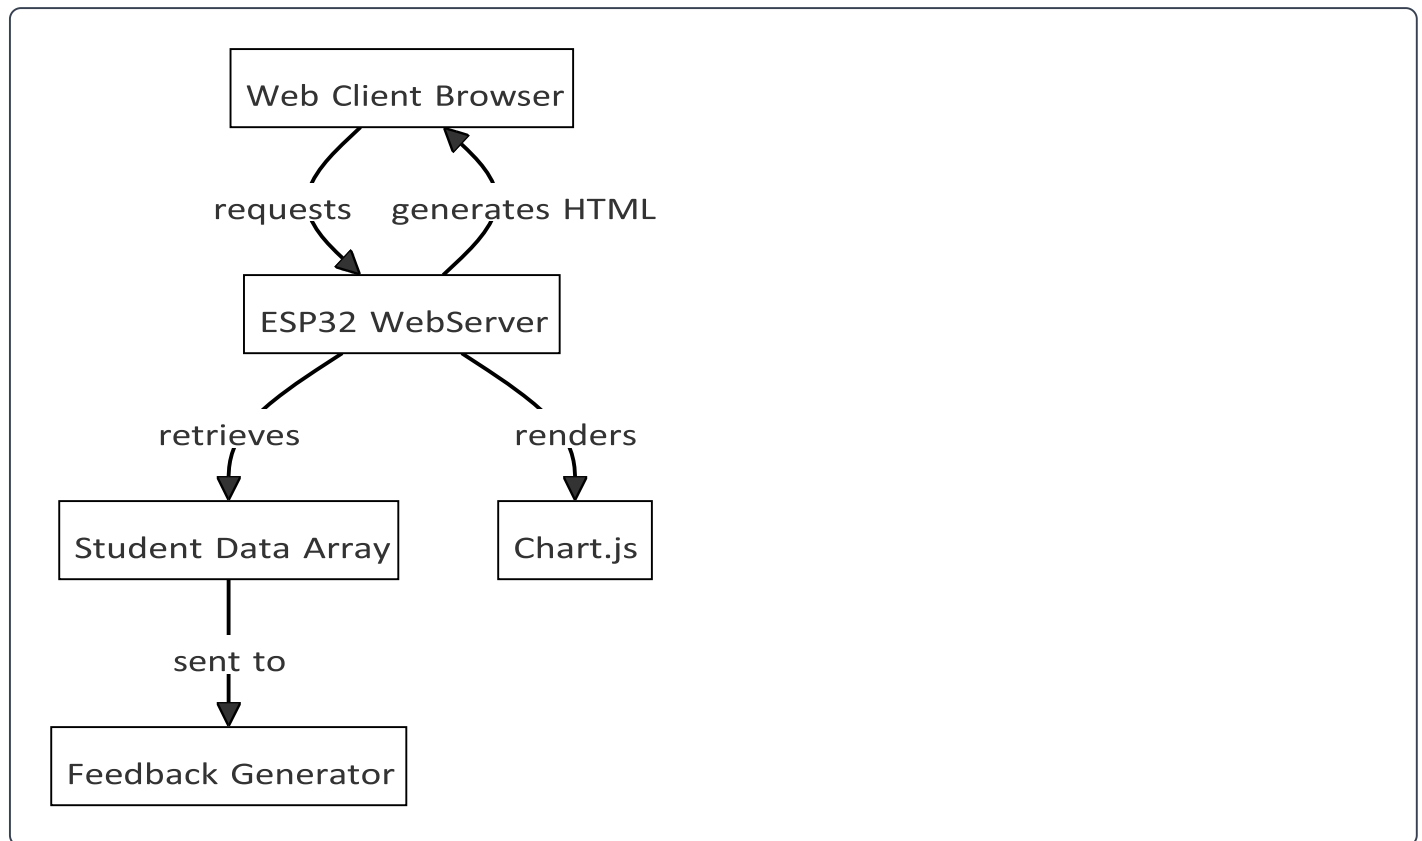 Web Client Browser
requests
generates HTML
ESP32 WebServer
retrieves
renders
Student Data Array
Chart.js
sent to
Feedback Generator